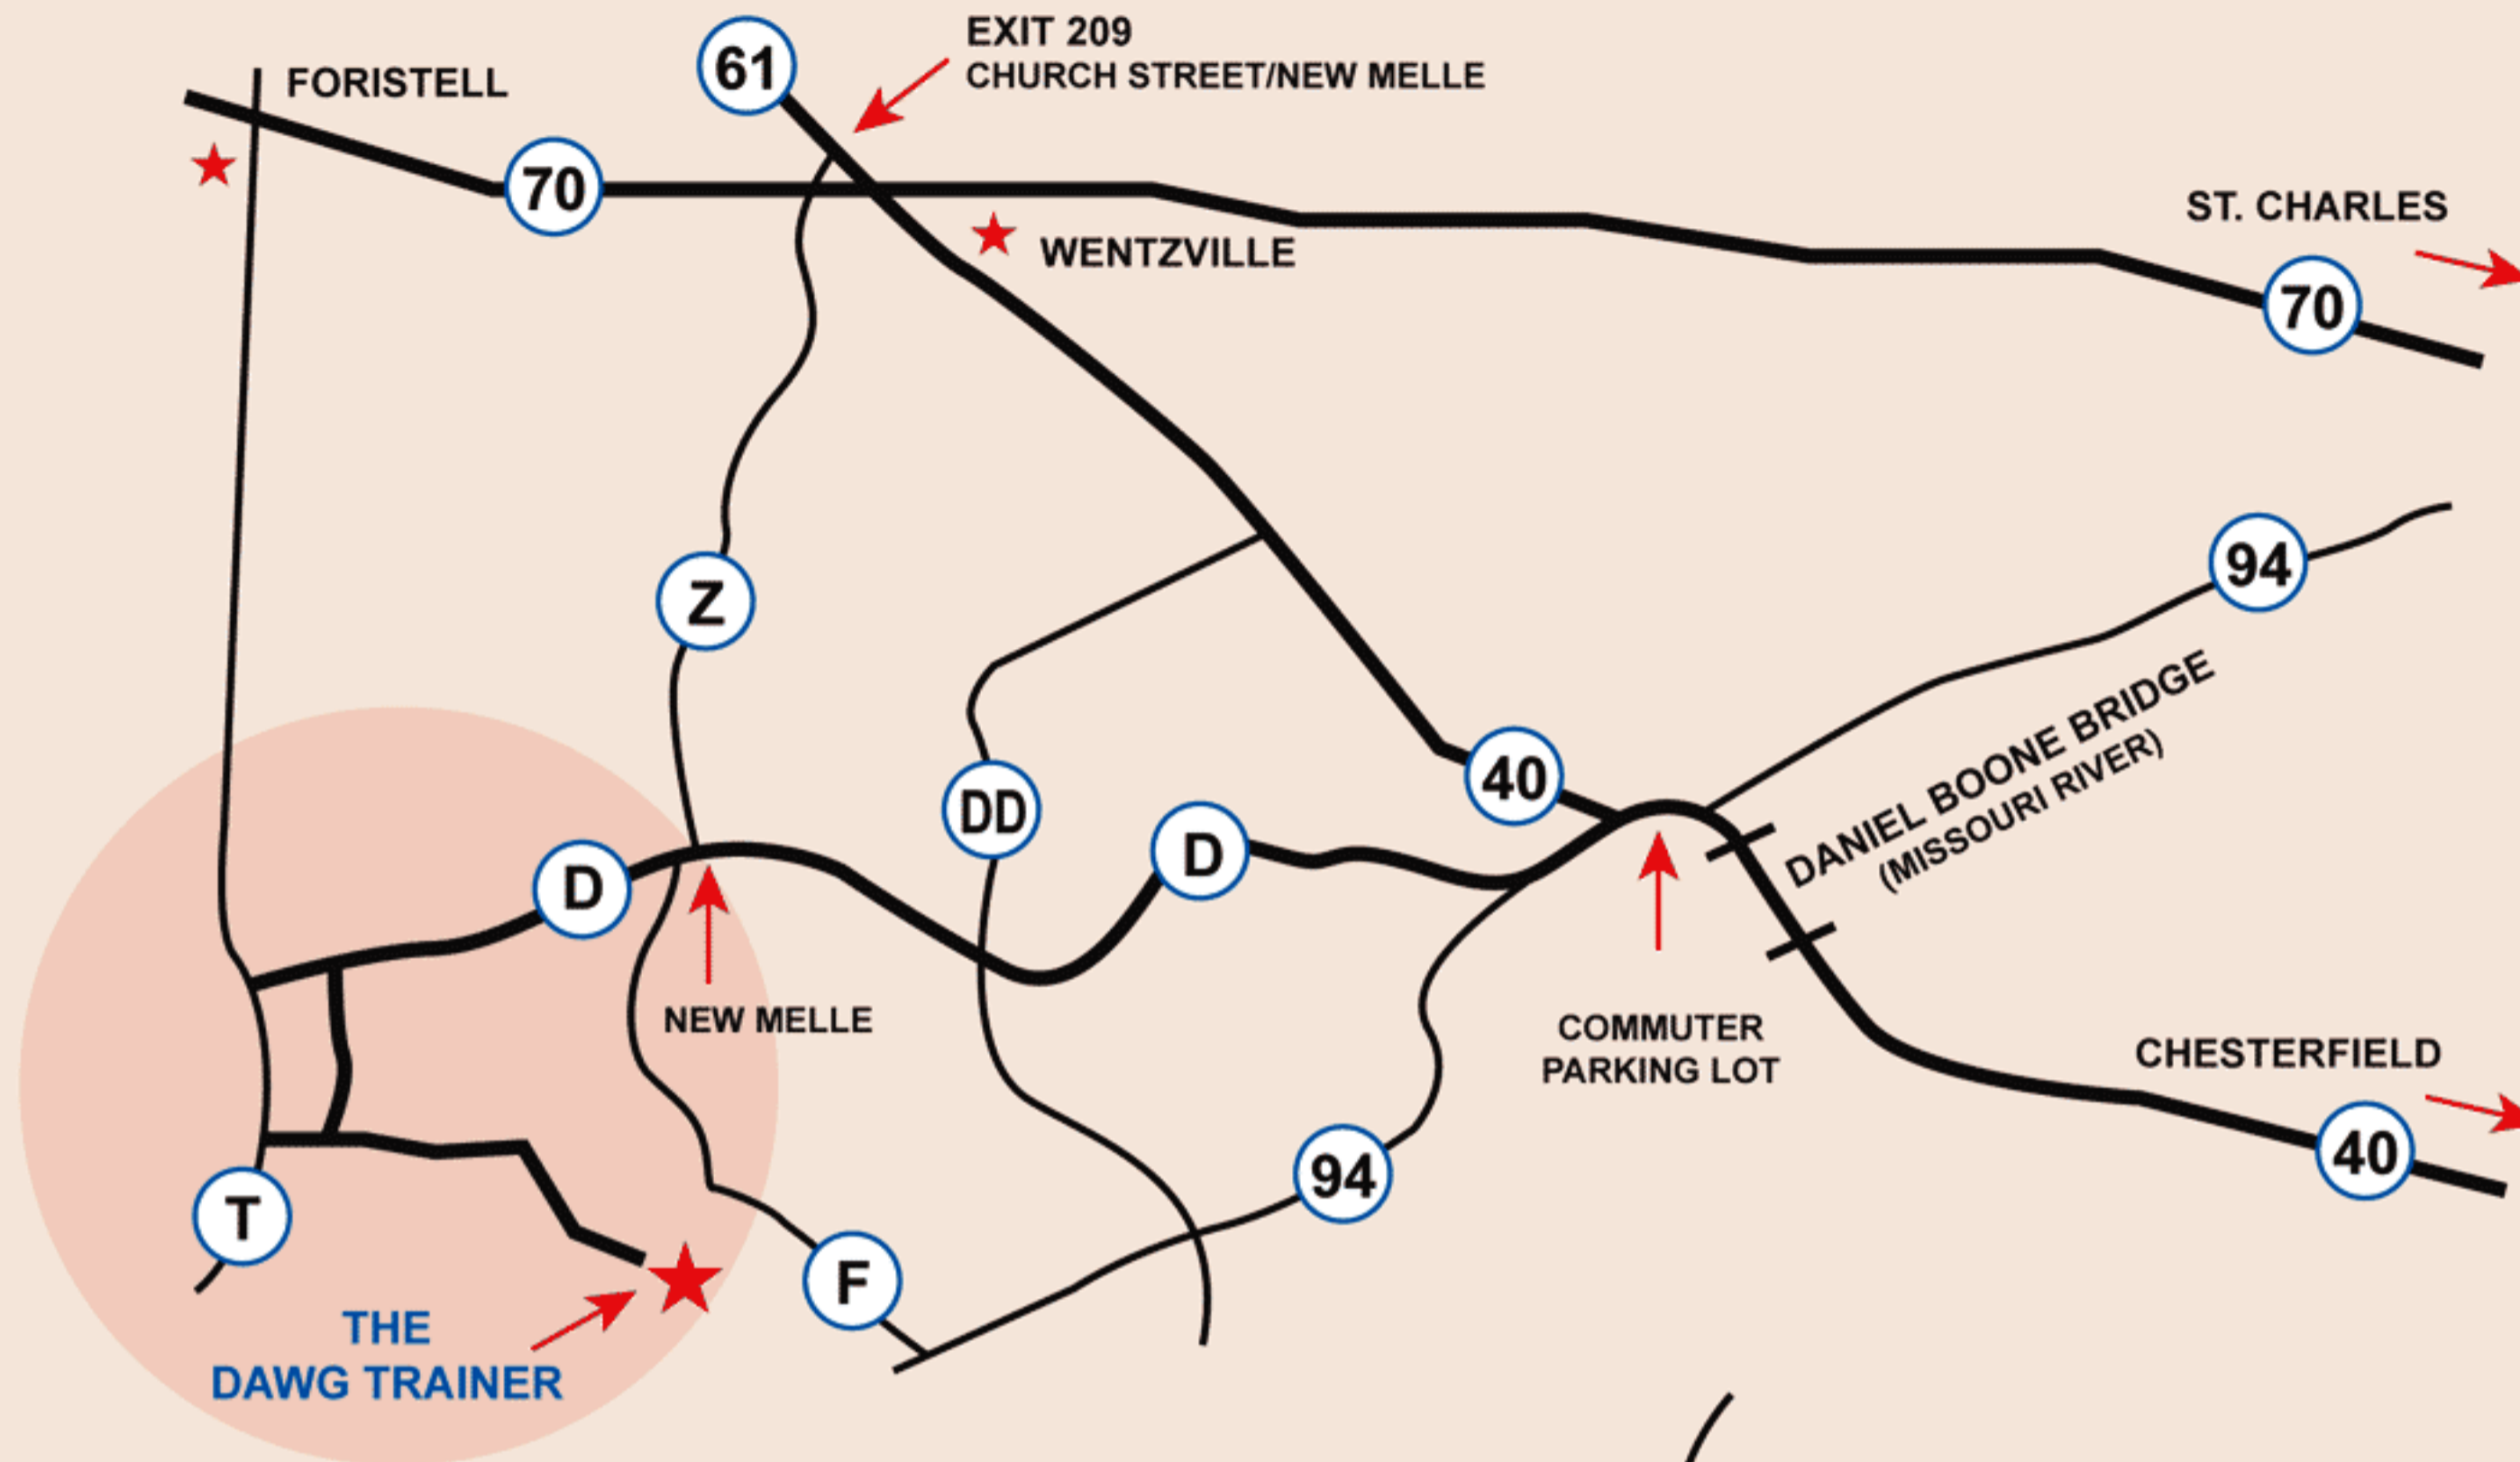 EXIT 209
CHURCH STREET/NEW MELLE
61
FORISTELL
70
ST. CHARLES
WENTZVILLE
70
94
Z
DANIEL BOONE BRIDGE
(MISSOURI RIVER)
40
DD
D
D
NEW MELLE
COMMUTER
PARKING LOT
CHESTERFIELD
40
94
T
F
THE
DAWG TRAINER